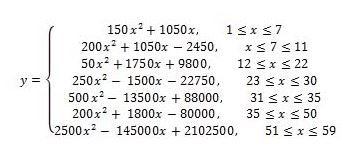 150x² + 1050x, 1 ≤ x ≤ 7
200x² + 1050x − 2450, x ≤ 7 ≤ 11
50x² + 1750x + 9800, 12 ≤ x ≤ 22
y = { 250x² − 1500x − 22750, 23 ≤ x ≤ 30
500x² − 13500x + 88000, 31 ≤ x ≤ 35
200x² + 1800x − 80000, 35 ≤ x ≤ 50
2500x² − 145000x + 2102500, 51 ≤ x ≤ 59